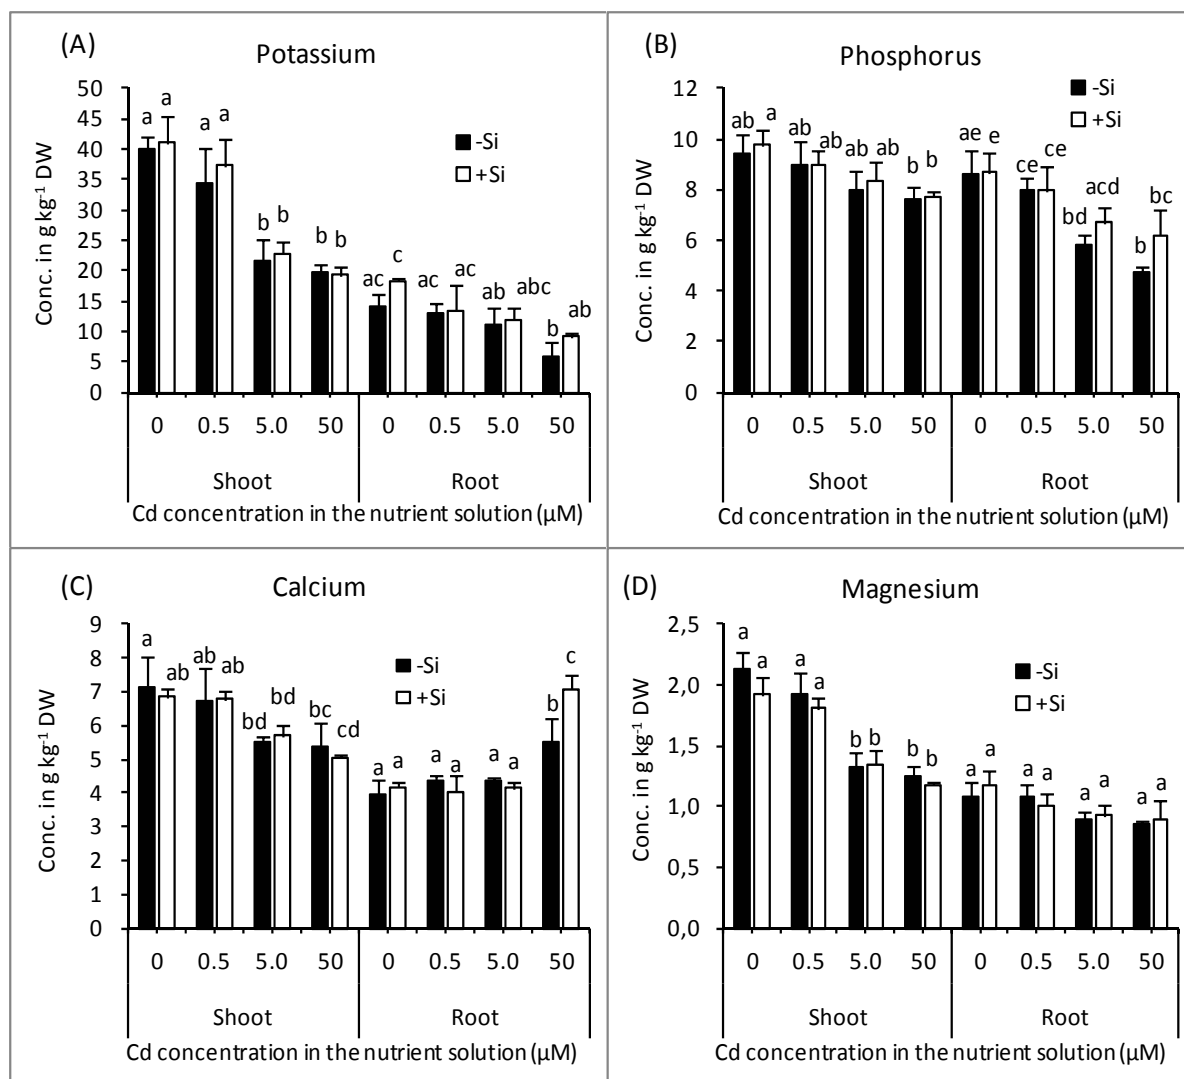 (A)
Potassium
Conc. in g kg⁻¹ DW
50
45
40
35
30
25
20
15
10
5
0
-Si
+Si
a a a a b b b b ac c ac ac ab abc b ab
0 0.5 5.0 50 0 0.5 5.0 50
Shoot Root
Cd concentration in the nutrient solution (µM)
(B)
Phosphorus
Conc. in g kg⁻¹ DW
12
10
8
6
4
2
0
-Si
+Si
ab a ab ab ab ab b b ae e ce ce bd acd b bc
0 0.5 5.0 50 0 0.5 5.0 50
Shoot Root
Cd concentration in the nutrient solution (µM)
(C)
Calcium
Conc. in g kg⁻¹ DW
9
8
7
6
5
4
3
2
1
0
-Si
+Si
a ab ab ab bd bd bc cd a a a a a a b c
0 0.5 5.0 50 0 0.5 5.0 50
Shoot Root
Cd concentration in the nutrient solution (µM)
(D)
Magnesium
Conc. in g kg⁻¹ DW
2,5
2,0
1,5
1,0
0,5
0,0
-Si
+Si
a a a a b b b b a a a a a a a a
0 0.5 5.0 50 0 0.5 5.0 50
Shoot Root
Cd concentration in the nutrient solution (µM)